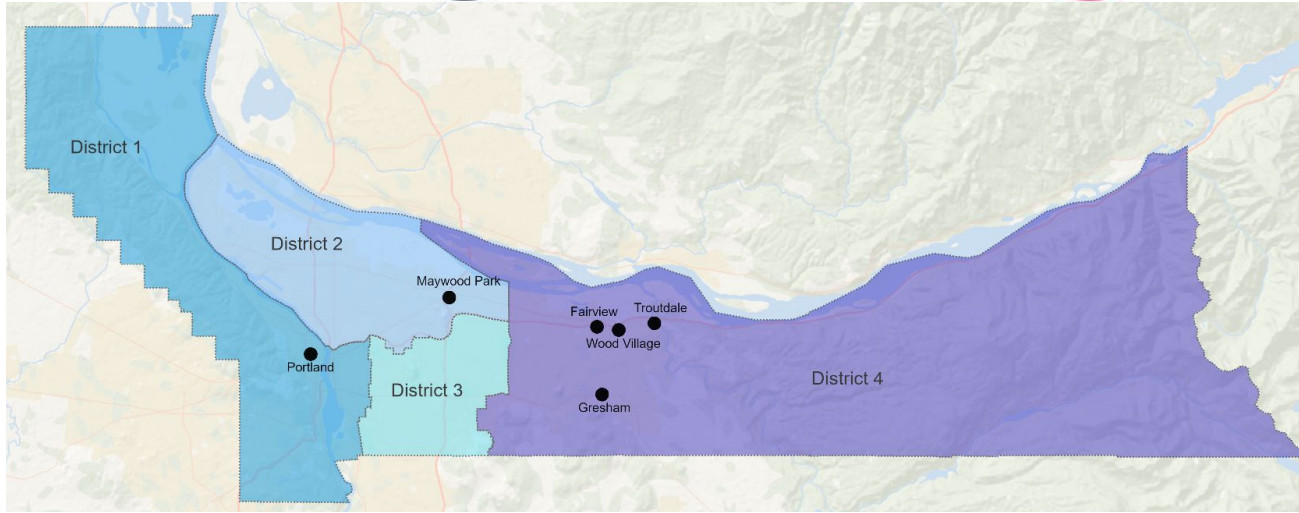 District 1
District 2
Maywood Park
Fairview
Troutdale
Wood Village
Portland
District 3
District 4
Gresham